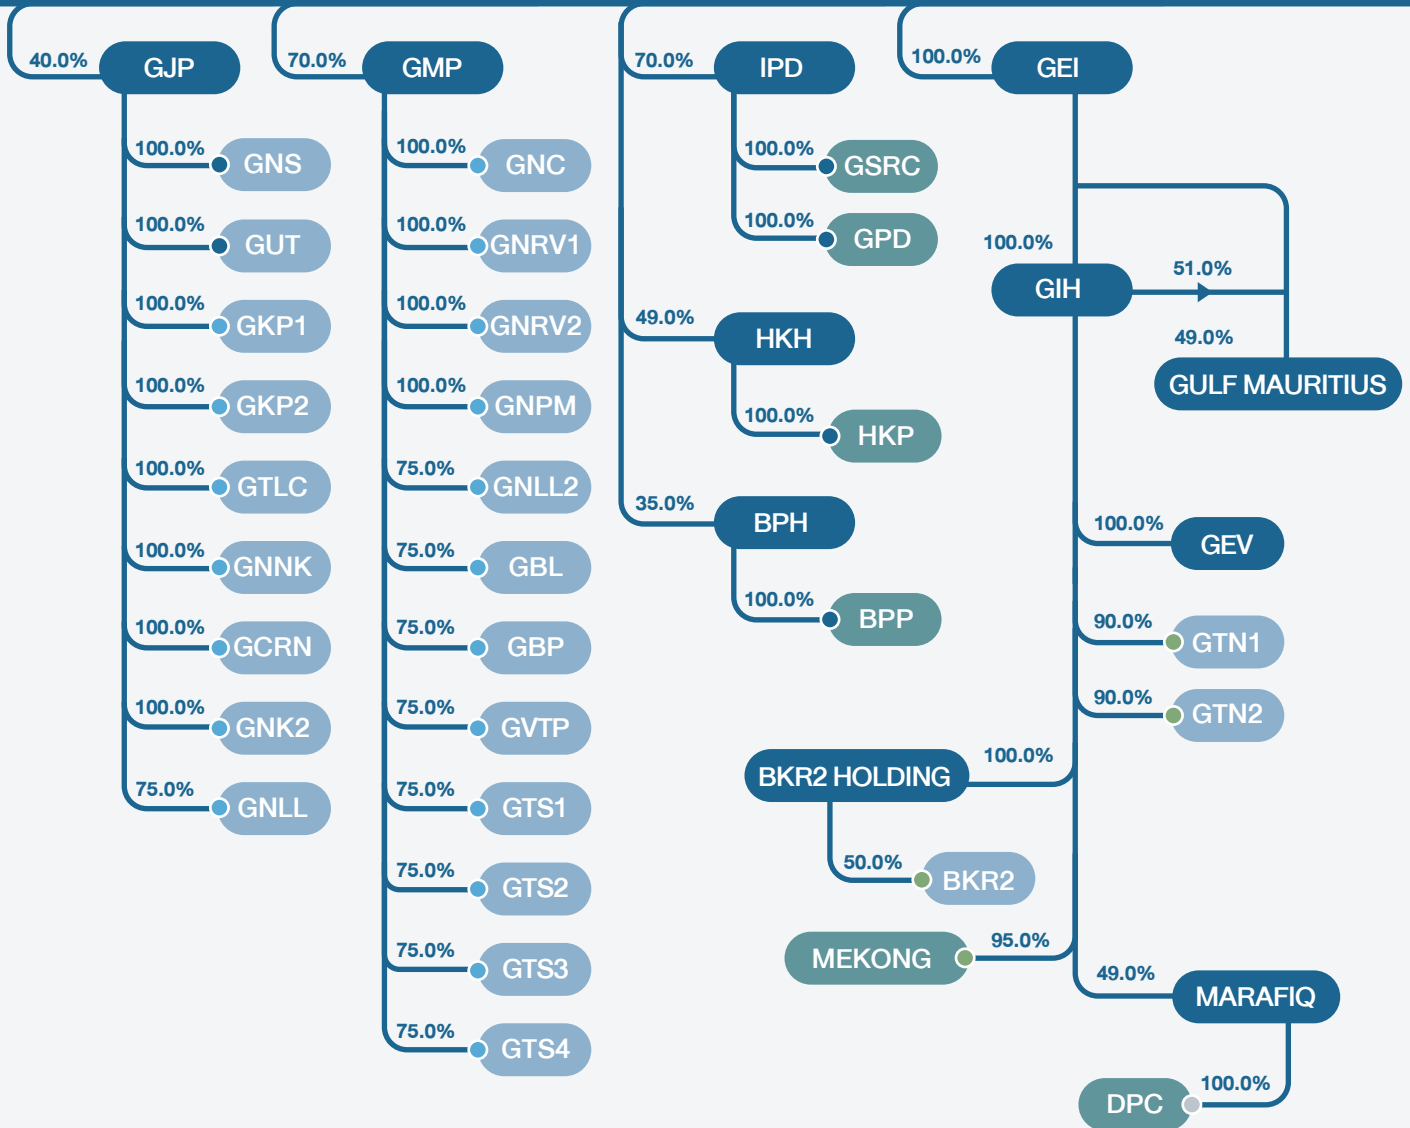 40.0% GJP
100.0% GNS
100.0% GUT
100.0% GKP1
100.0% GKP2
100.0% GTLC
100.0% GNNK
100.0% GCRN
100.0% GNK2
75.0% GNLL
70.0% GMP
100.0% GNC
100.0% GNRV1
100.0% GNRV2
100.0% GNPM
75.0% GNLL2
75.0% GBL
75.0% GBP
75.0% GVTP
75.0% GTS1
75.0% GTS2
75.0% GTS3
75.0% GTS4
70.0% IPD
100.0% GSRC
100.0% GPD
49.0% HKH
100.0% HKP
35.0% BPH
100.0% BPP
100.0% GEI
100.0%
GIH
51.0%
49.0%
GULF MAURITIUS
100.0% GEV
90.0% GTN1
90.0% GTN2
BKR2 HOLDING 100.0%
50.0% BKR2
MEKONG 95.0%
49.0% MARAFIQ
DPC 100.0%